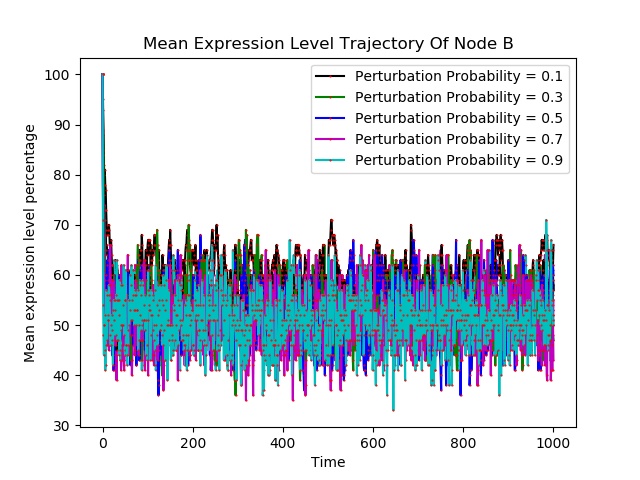 Mean Expression Level Trajectory Of Node B
Perturbation Probability = 0.1
Perturbation Probability = 0.3
Perturbation Probability = 0.5
Perturbation Probability = 0.7
Perturbation Probability = 0.9
Mean expression level percentage
100
90
80
70
60
50
40
30
0
200
400
600
800
1000
Time